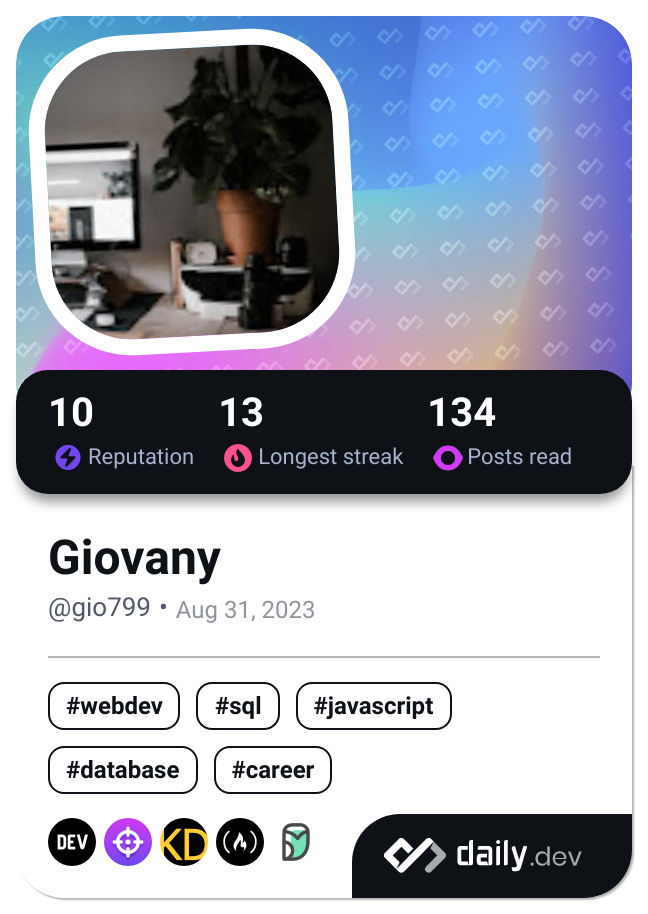 10 13 134
Reputation Longest streak Posts read
Giovany
@gio799 • Aug 31, 2023
#webdev #sql #javascript
#database #career
DEV KD
daily.dev